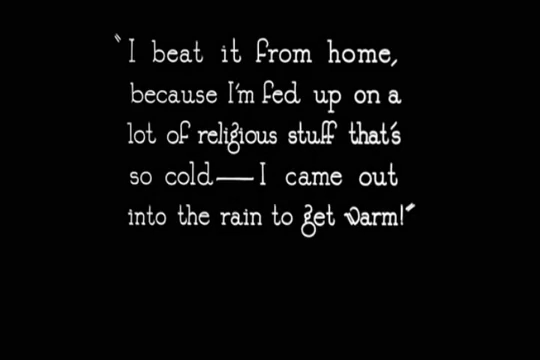 "I beat it from home,
because I'm fed up on a
lot of religious stuff that's
so cold—I came out
into the rain to get warm!"